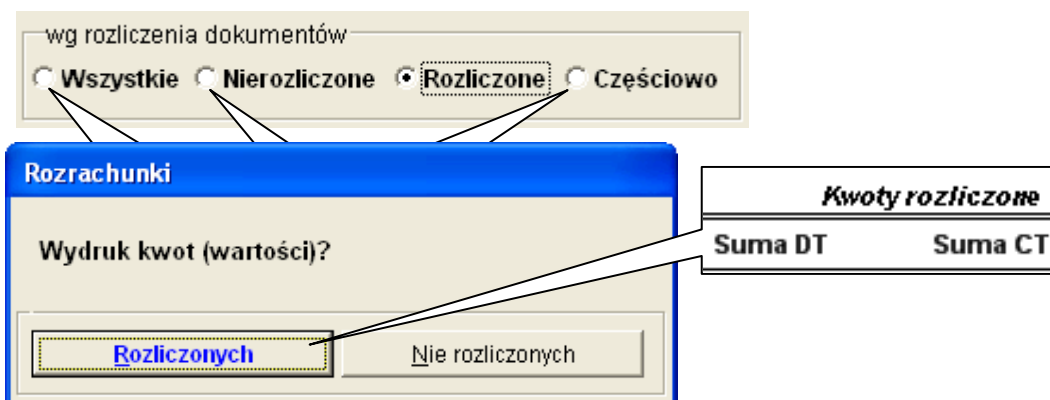 wg rozliczenia dokumentów
Wszystkie Nierozliczone Rozliczone Częściowo
Rozrachunki
Wydruk kwot (wartości)?
Rozliczonych Nie rozliczonych
Kwoty rozliczone
Suma DT Suma CT